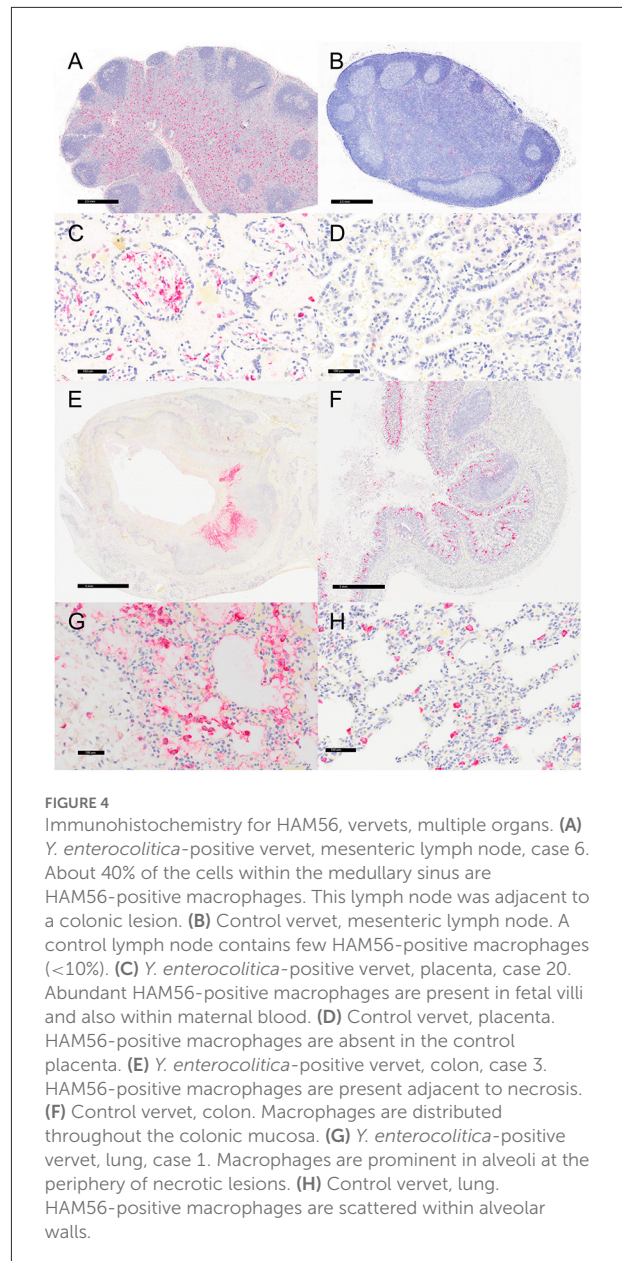 A
B
C
D
E
F
G
H
FIGURE 4
Immunohistochemistry for HAM56, vervets, multiple organs. (A)
Y. enterocolitica-positive vervet, mesenteric lymph node, case 6.
About 40% of the cells within the medullary sinus are
HAM56-positive macrophages. This lymph node was adjacent to
a colonic lesion. (B) Control vervet, mesenteric lymph node. A
control lymph node contains few HAM56-positive macrophages
(<10%). (C) Y. enterocolitica-positive vervet, placenta, case 20.
Abundant HAM56-positive macrophages are present in fetal villi
and also within maternal blood. (D) Control vervet, placenta.
HAM56-positive macrophages are absent in the control
placenta. (E) Y. enterocolitica-positive vervet, colon, case 3.
HAM56-positive macrophages are present adjacent to necrosis.
(F) Control vervet, colon. Macrophages are distributed
throughout the colonic mucosa. (G) Y. enterocolitica-positive
vervet, lung, case 1. Macrophages are prominent in alveoli at the
periphery of necrotic lesions. (H) Control vervet, lung.
HAM56-positive macrophages are scattered within alveolar
walls.